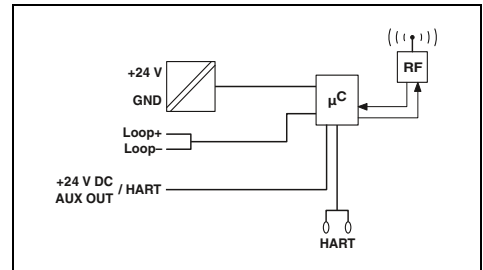 RF
+24 V
GND
µC
Loop+
Loop–
+24 V DC
AUX OUT / HART
HART